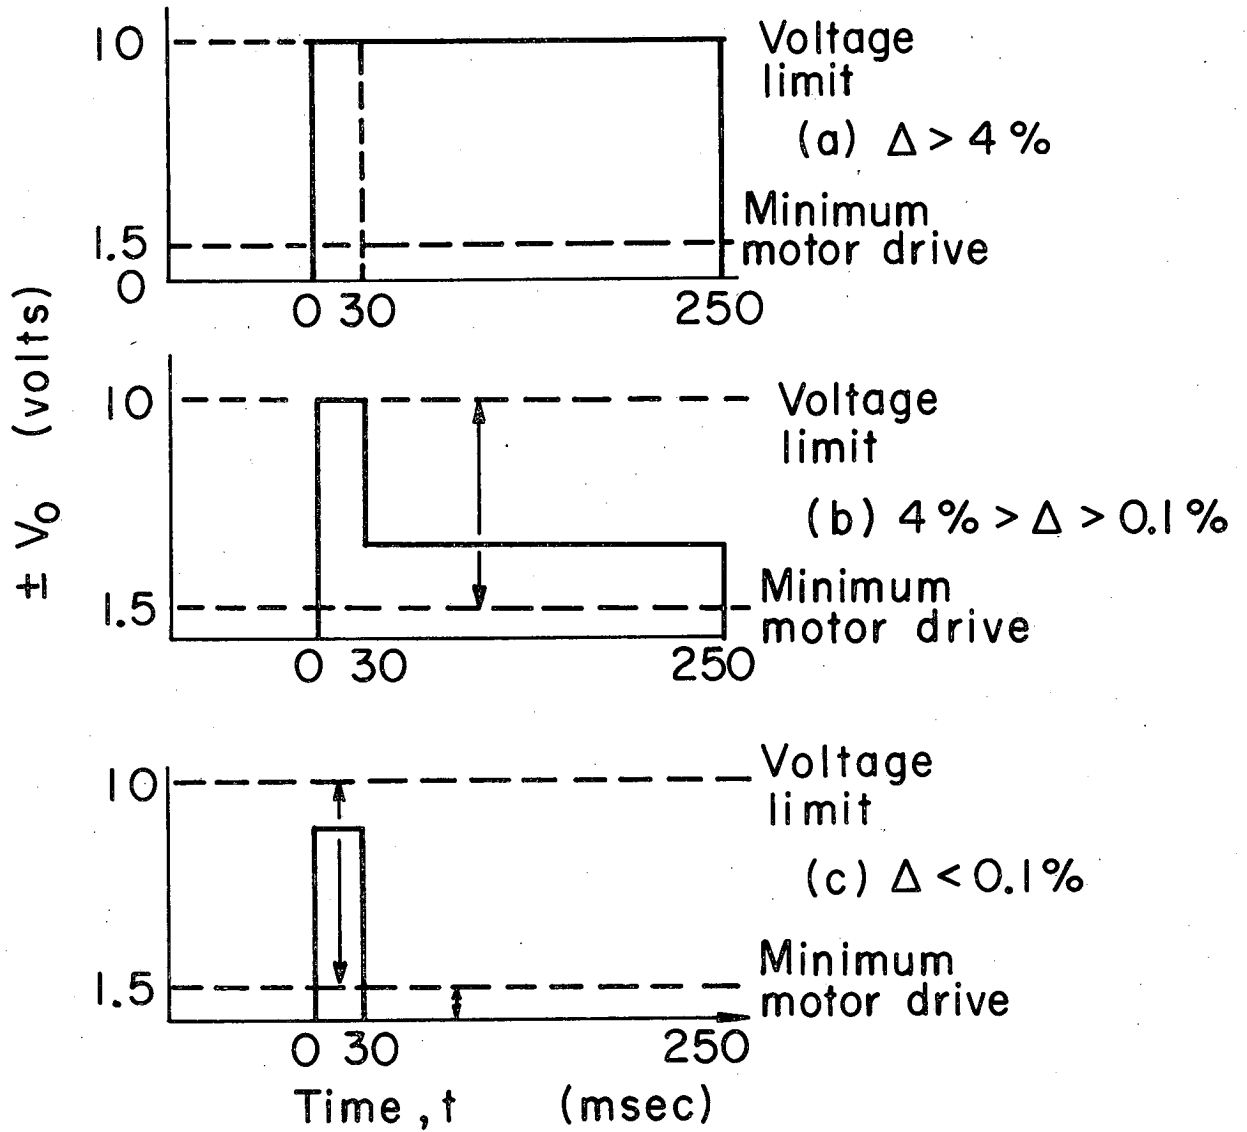 10
Voltage
limit
(a) Δ > 4 %
Minimum
1.5
motor drive
0
0 30 250
± V₀ (volts)
10
Voltage
limit
(b) 4 % > Δ > 0.1 %
Minimum
1.5
motor drive
0 30 250
10
Voltage
limit
(c) Δ < 0.1 %
Minimum
1.5
motor drive
0 30 250
Time , t (msec)